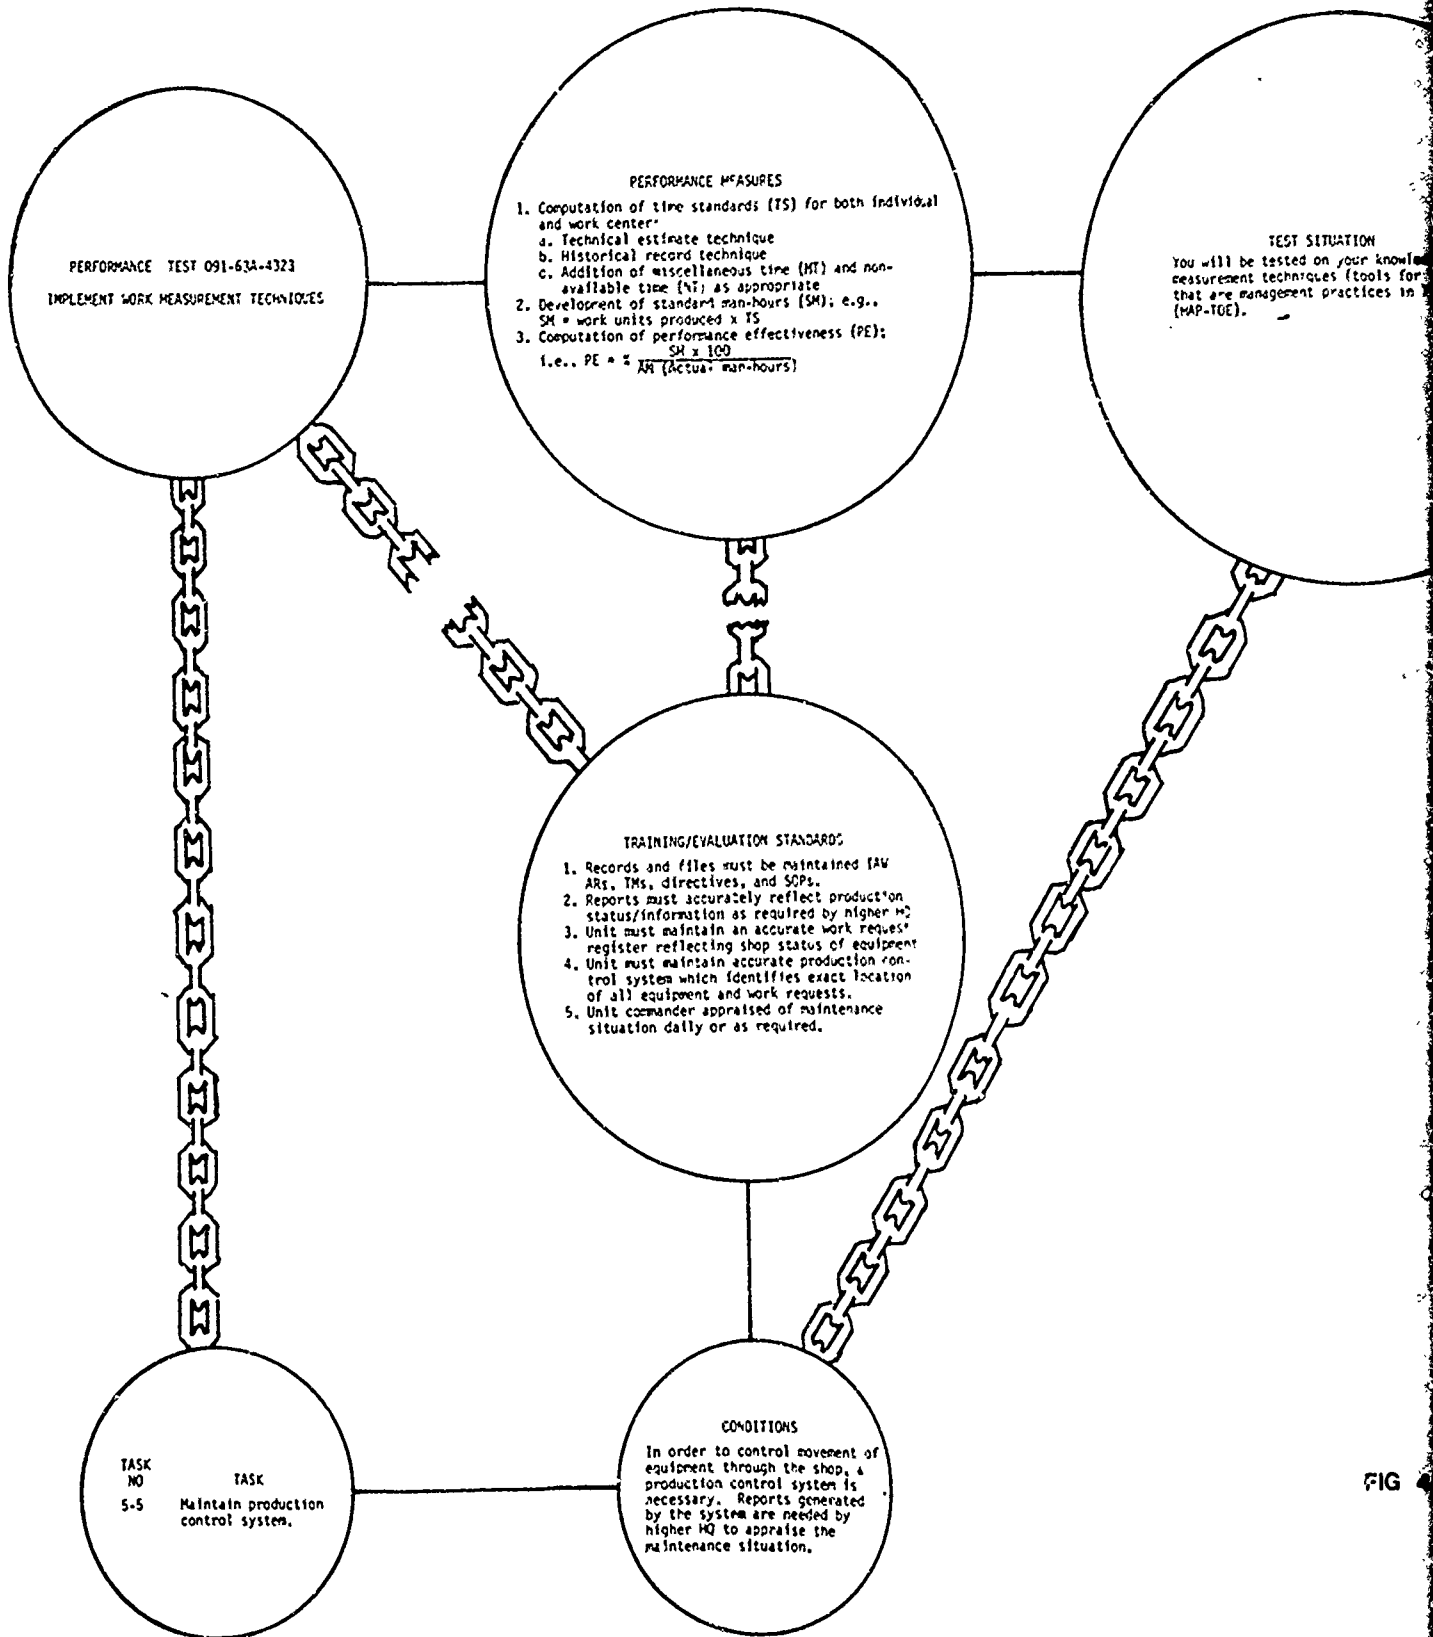 PERFORMANCE TEST 091-63A-4323
IMPLEMENT WORK MEASUREMENT TECHNIQUES
PERFORMANCE MEASURES
1. Computation of time standards (TS) for both individual
and work center:
a. Technical estimate technique
b. Historical record technique
c. Addition of miscellaneous time (MT) and non-
available time (NT) as appropriate
2. Development of standard man-hours (SM); e.g.,
SM = work units produced x TS
3. Computation of performance effectiveness (PE);
i.e., PE = % SM x 100
AM (Actual man-hours)
TEST SITUATION
You will be tested on your
measurement techniques (tools for
that are management practices in
(MAP-TOE).
TRAINING/EVALUATION STANDARDS
1. Records and files must be maintained IAW
ARs, TMs, directives, and SOPs.
2. Reports must accurately reflect production
status/information as required by higher HQ
3. Unit must maintain an accurate work request
register reflecting shop status of equipment
4. Unit must maintain accurate production con-
trol system which identifies exact location
of all equipment and work requests.
5. Unit commander appraised of maintenance
situation daily or as required.
TASK
NO TASK
5-5 Maintain production
control system.
CONDITIONS
In order to control movement of
equipment through the shop, a
production control system is
necessary. Reports generated
by the system are needed by
higher HQ to appraise the
maintenance situation.
FIG